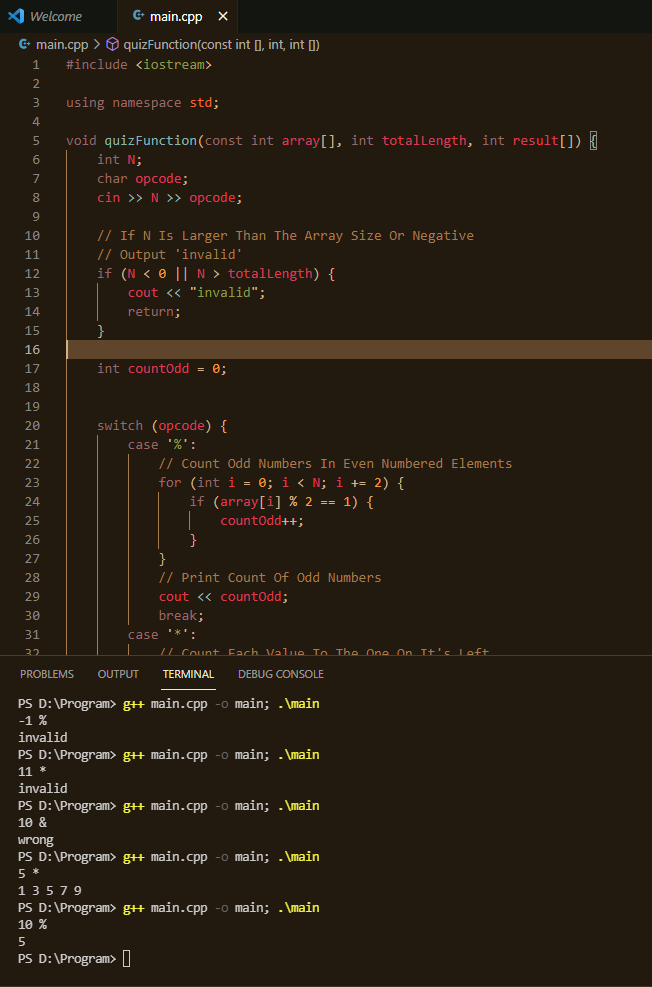 Welcome
main.cpp
main.cpp > quizFunction(const int [], int, int [])
1 #include <iostream>
2
3 using namespace std;
4
5 void quizFunction(const int array[], int totalLength, int result[]) {
6     int N;
7     char opcode;
8     cin >> N >> opcode;
9
10     // If N Is Larger Than The Array Size Or Negative
11     // Output 'invalid'
12     if (N < 0 || N > totalLength) {
13         cout << "invalid";
14         return;
15     }
16
17     int countOdd = 0;
18
19
20     switch (opcode) {
21         case '%':
22             // Count Odd Numbers In Even Numbered Elements
23             for (int i = 0; i < N; i += 2) {
24                 if (array[i] % 2 == 1) {
25                     countOdd++;
26                 }
27             }
28             // Print Count Of Odd Numbers
29             cout << countOdd;
30             break;
31         case '*':
32             // Count Each Value To The One On It's Left
PROBLEMS OUTPUT TERMINAL DEBUG CONSOLE
PS D:\Program> g++ main.cpp -o main; .\main
-1 %
invalid
PS D:\Program> g++ main.cpp -o main; .\main
11 *
invalid
PS D:\Program> g++ main.cpp -o main; .\main
10 &
wrong
PS D:\Program> g++ main.cpp -o main; .\main
5 *
1 3 5 7 9
PS D:\Program> g++ main.cpp -o main; .\main
10 %
5
PS D:\Program>